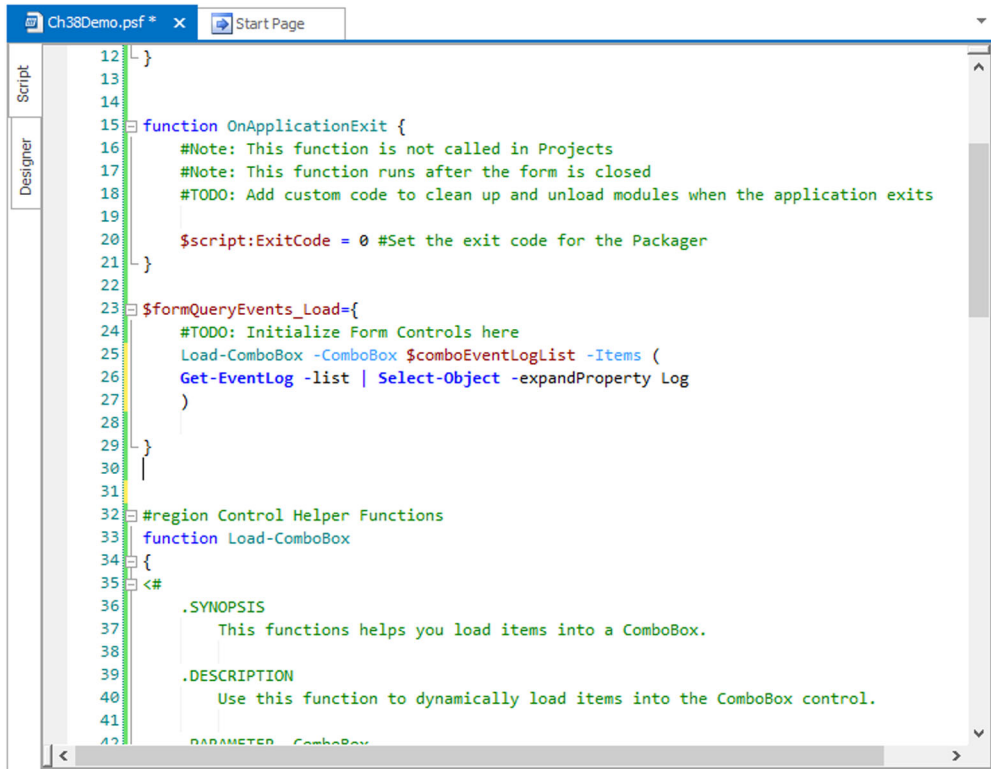 Ch38Demo.psf * x Start Page
Script
Designer
12 }
13
14
15 function OnApplicationExit {
16 #Note: This function is not called in Projects
17 #Note: This function runs after the form is closed
18 #TODO: Add custom code to clean up and unload modules when the application exits
19
20 $script:ExitCode = 0 #Set the exit code for the Packager
21 }
22
23 $formQueryEvents_Load={
24 #TODO: Initialize Form Controls here
25 Load-ComboBox -ComboBox $comboEventLogList -Items (
26 Get-EventLog -list | Select-Object -expandProperty Log
27 )
28
29 }
30
31
32 #region Control Helper Functions
33 function Load-ComboBox
34 {
35 <#
36 .SYNOPSIS
37 This functions helps you load items into a ComboBox.
38
39 .DESCRIPTION
40 Use this function to dynamically load items into the ComboBox control.
41
42 .PARAMETER ComboBox